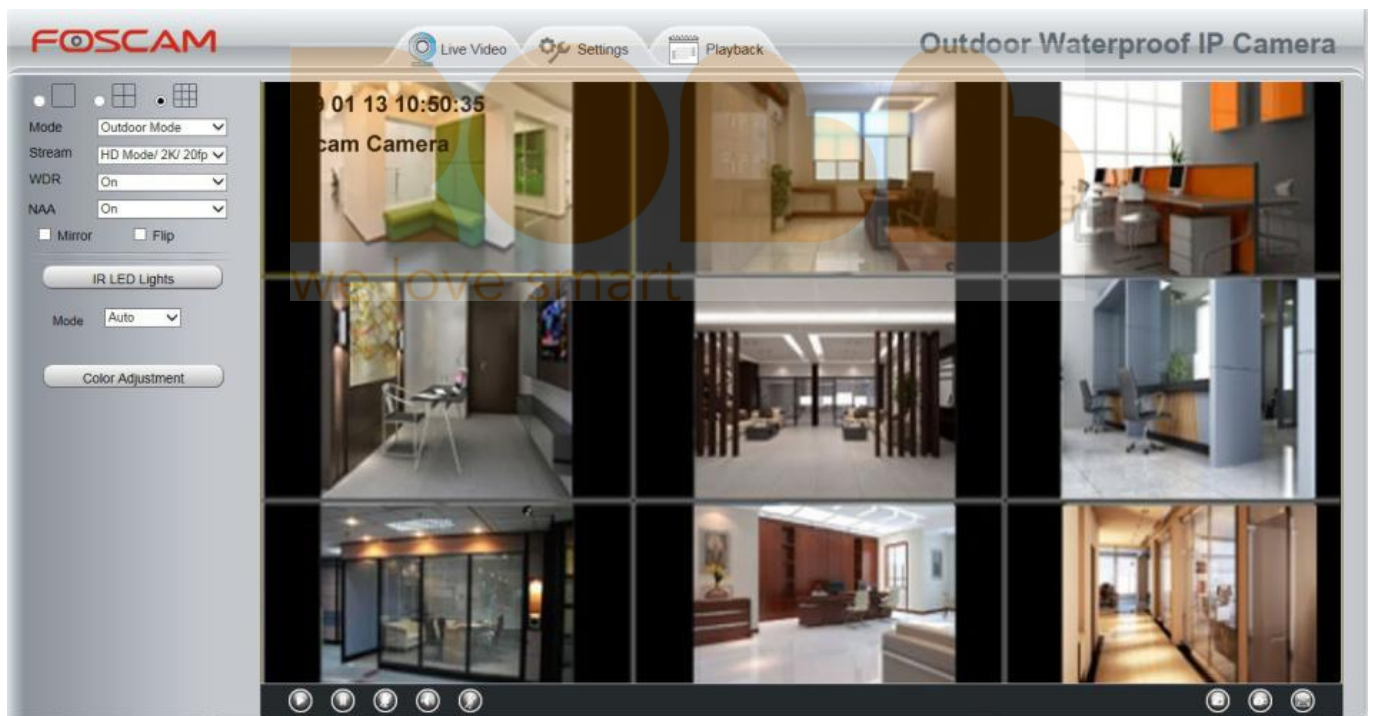 FOSCAM
Live Video
Settings
Playback
Outdoor Waterproof IP Camera
Mode
Outdoor Mode
Stream
HD Mode/ 2K/ 20fp
WDR
On
NAA
On
Mirror
Flip
IR LED Lights
Mode
Auto
Color Adjustment
01 13 10:50:35
Camera
we love smart